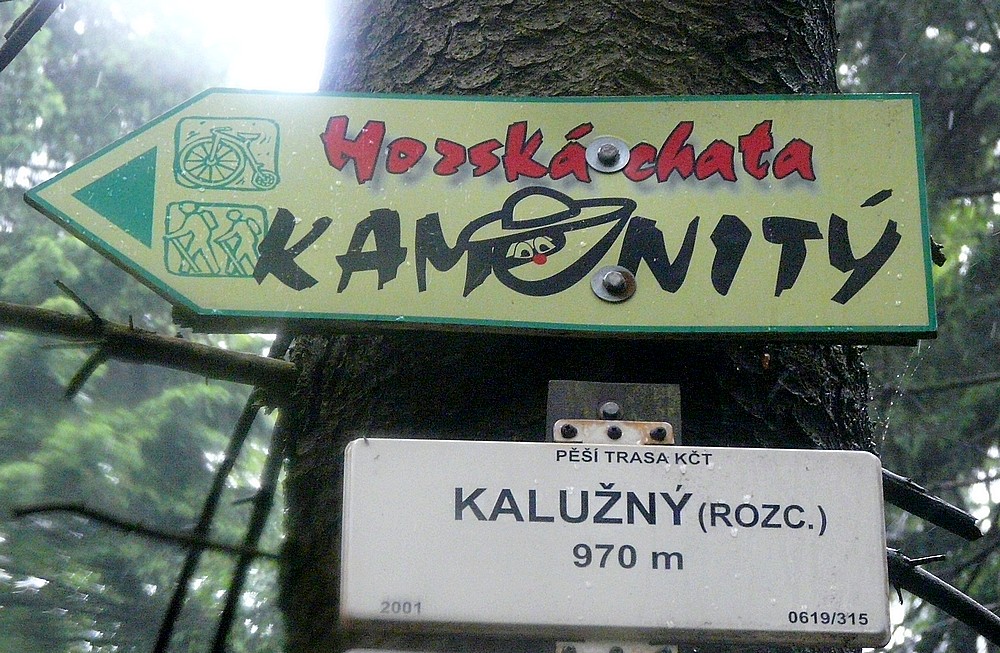 Horská chata
KAMENITÝ
PĚŠÍ TRASA KČT
KALUŽNÝ (ROZC.)
970 m
2001
0619/315